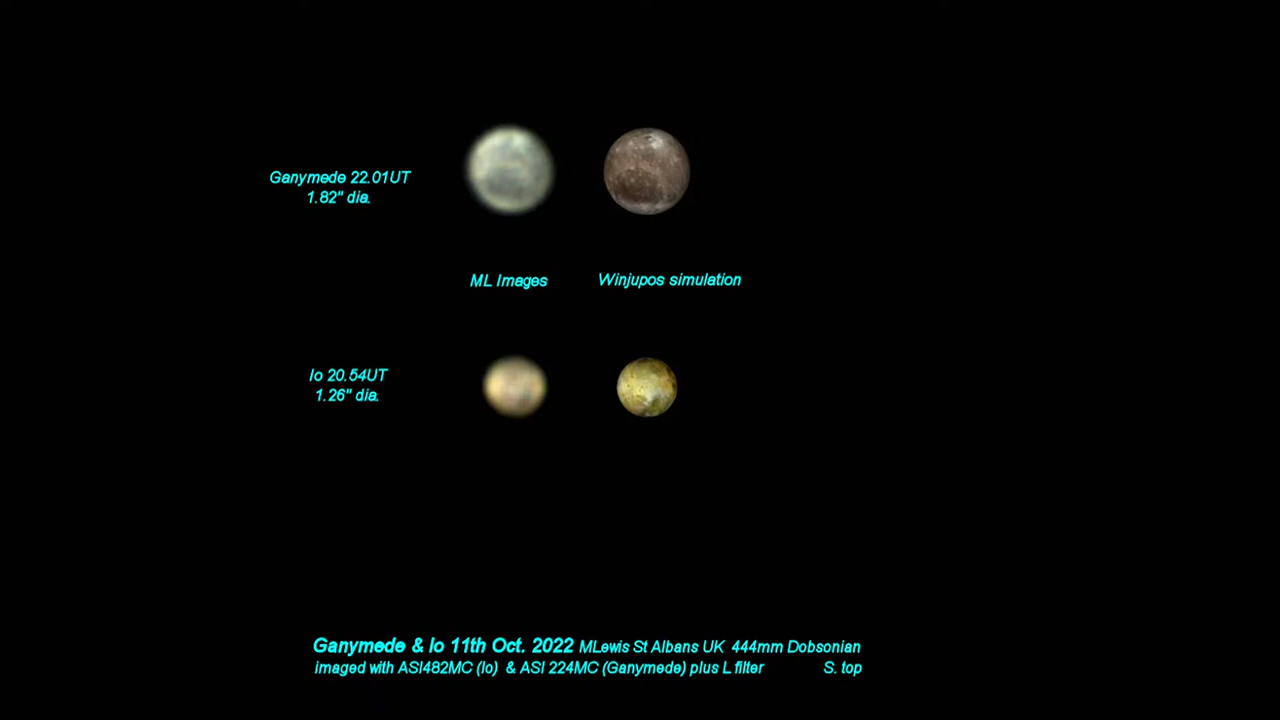 Ganymede 22.01UT
1.82" dia.
ML Images
Winjupos simulation
Io 20.54UT
1.26" dia.
Ganymede & Io 11th Oct. 2022 MLewis St Albans UK 444mm Dobsonian
imaged with ASI482MC (Io) & ASI 224MC (Ganymede) plus L filter S. top